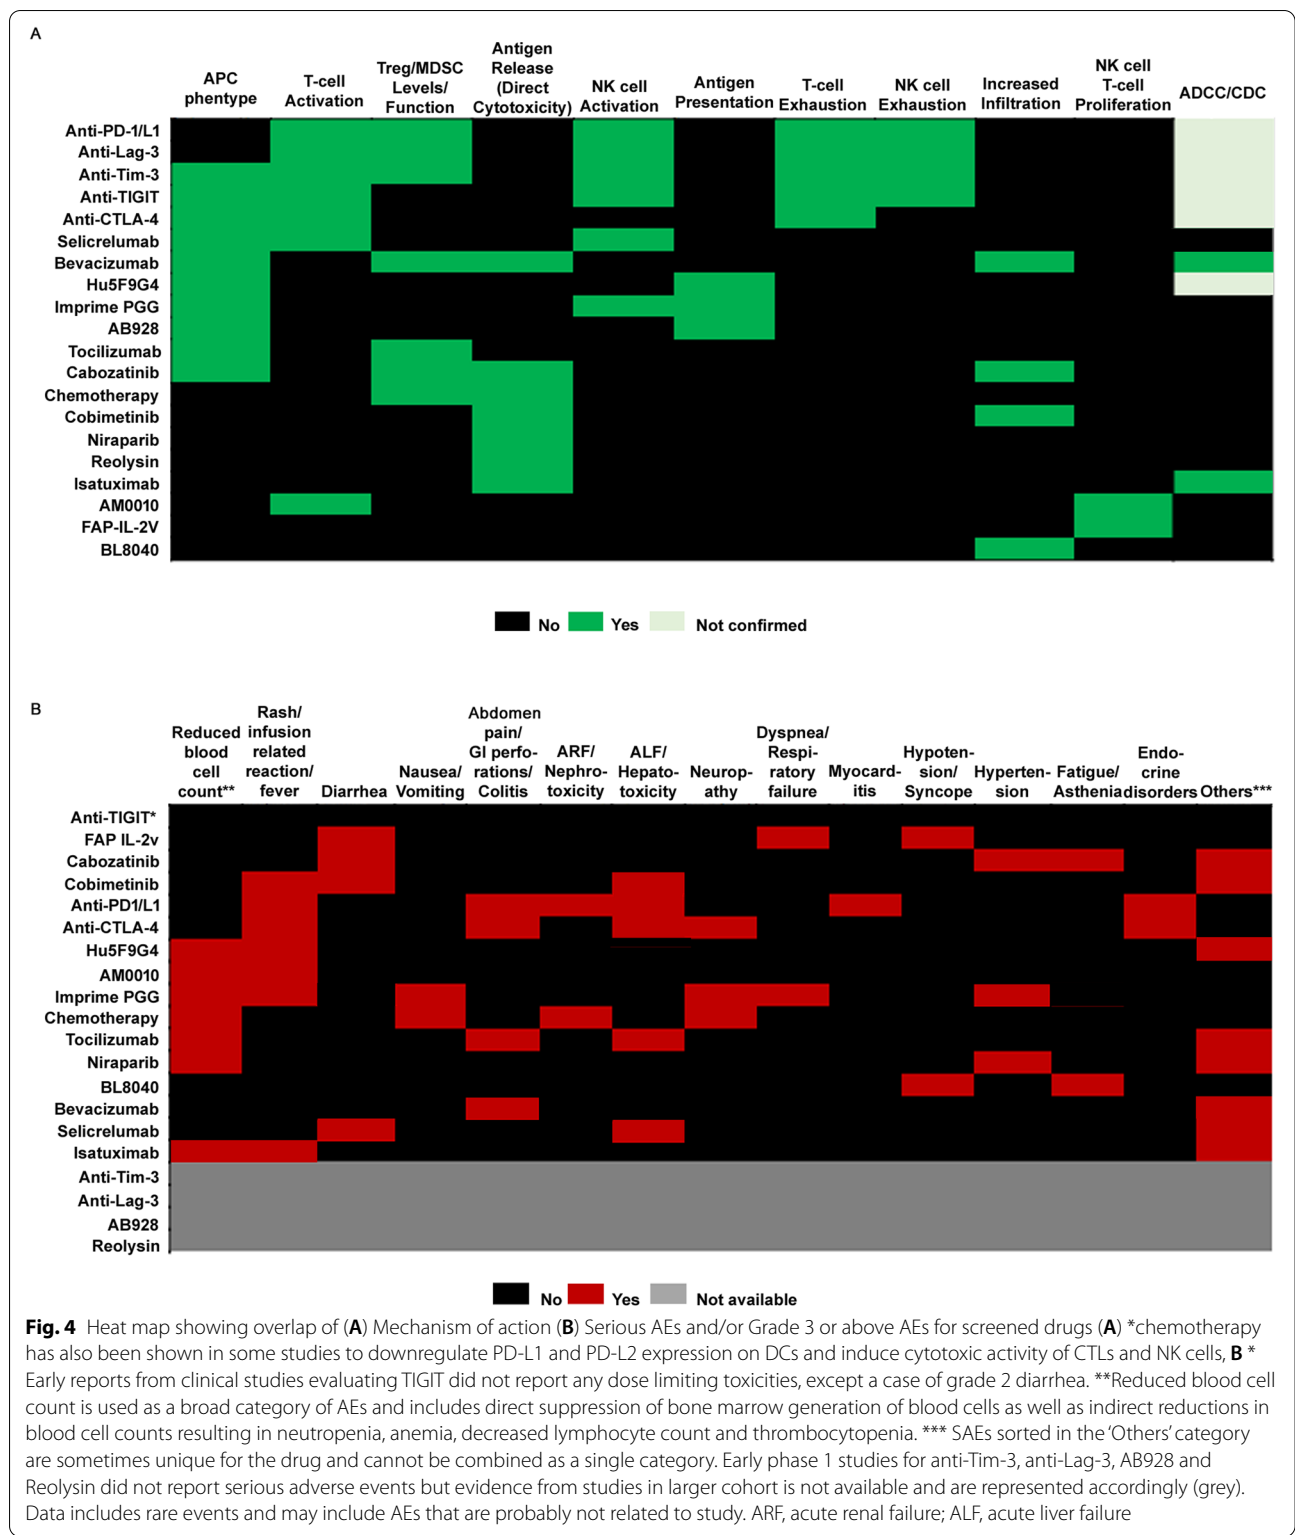 A
APC
phentype
T-cell
Activation
Treg/MDSC
Levels/
Function
Antigen
Release
(Direct
Cytotoxicity)
NK cell
Activation
Antigen
Presentation
T-cell
Exhaustion
NK cell
Exhaustion
Increased
Infiltration
NK cell
T-cell
Proliferation
ADCC/CDC
Anti-PD-1/L1
Anti-Lag-3
Anti-Tim-3
Anti-TIGIT
Anti-CTLA-4
Selicrelumab
Bevacizumab
Hu5F9G4
Imprime PGG
AB928
Tocilizumab
Cabozatinib
Chemotherapy
Cobimetinib
Niraparib
Reolysin
Isatuximab
AM0010
FAP-IL-2V
BL8040
No Yes Not confirmed
B
Reduced
blood
cell
count**
Rash/
infusion
related
reaction/
fever
Diarrhea
Nausea/
Vomiting
Abdomen
pain/
GI perfo-
rations/
Colitis
ARF/
Nephro-
toxicity
ALF/
Hepato-
toxicity
Neurop-
athy
Dyspnea/
Respi-
ratory
failure
Myocard-
itis
Hypoten-
sion/
Syncope
Hyperten-
sion
Fatigue/
Asthenia
Endo-
crine
disorders
Others***
Anti-TIGIT*
FAP IL-2v
Cabozatinib
Cobimetinib
Anti-PD1/L1
Anti-CTLA-4
Hu5F9G4
AM0010
Imprime PGG
Chemotherapy
Tocilizumab
Niraparib
BL8040
Bevacizumab
Selicrelumab
Isatuximab
Anti-Tim-3
Anti-Lag-3
AB928
Reolysin
No Yes Not available
Fig. 4 Heat map showing overlap of (A) Mechanism of action (B) Serious AEs and/or Grade 3 or above AEs for screened drugs (A) *chemotherapy
has also been shown in some studies to downregulate PD-L1 and PD-L2 expression on DCs and induce cytotoxic activity of CTLs and NK cells, B *
Early reports from clinical studies evaluating TIGIT did not report any dose limiting toxicities, except a case of grade 2 diarrhea. **Reduced blood cell
count is used as a broad category of AEs and includes direct suppression of bone marrow generation of blood cells as well as indirect reductions in
blood cell counts resulting in neutropenia, anemia, decreased lymphocyte count and thrombocytopenia. *** SAEs sorted in the ‘Others’ category
are sometimes unique for the drug and cannot be combined as a single category. Early phase 1 studies for anti-Tim-3, anti-Lag-3, AB928 and
Reolysin did not report serious adverse events but evidence from studies in larger cohort is not available and are represented accordingly (grey).
Data includes rare events and may include AEs that are probably not related to study. ARF, acute renal failure; ALF, acute liver failure